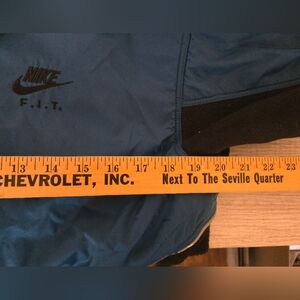 NIKE
F.I.T.
13 14 15 16 17 18 19 20 21 22 23
CHEVROLET, INC. Next To The Seville Quarter